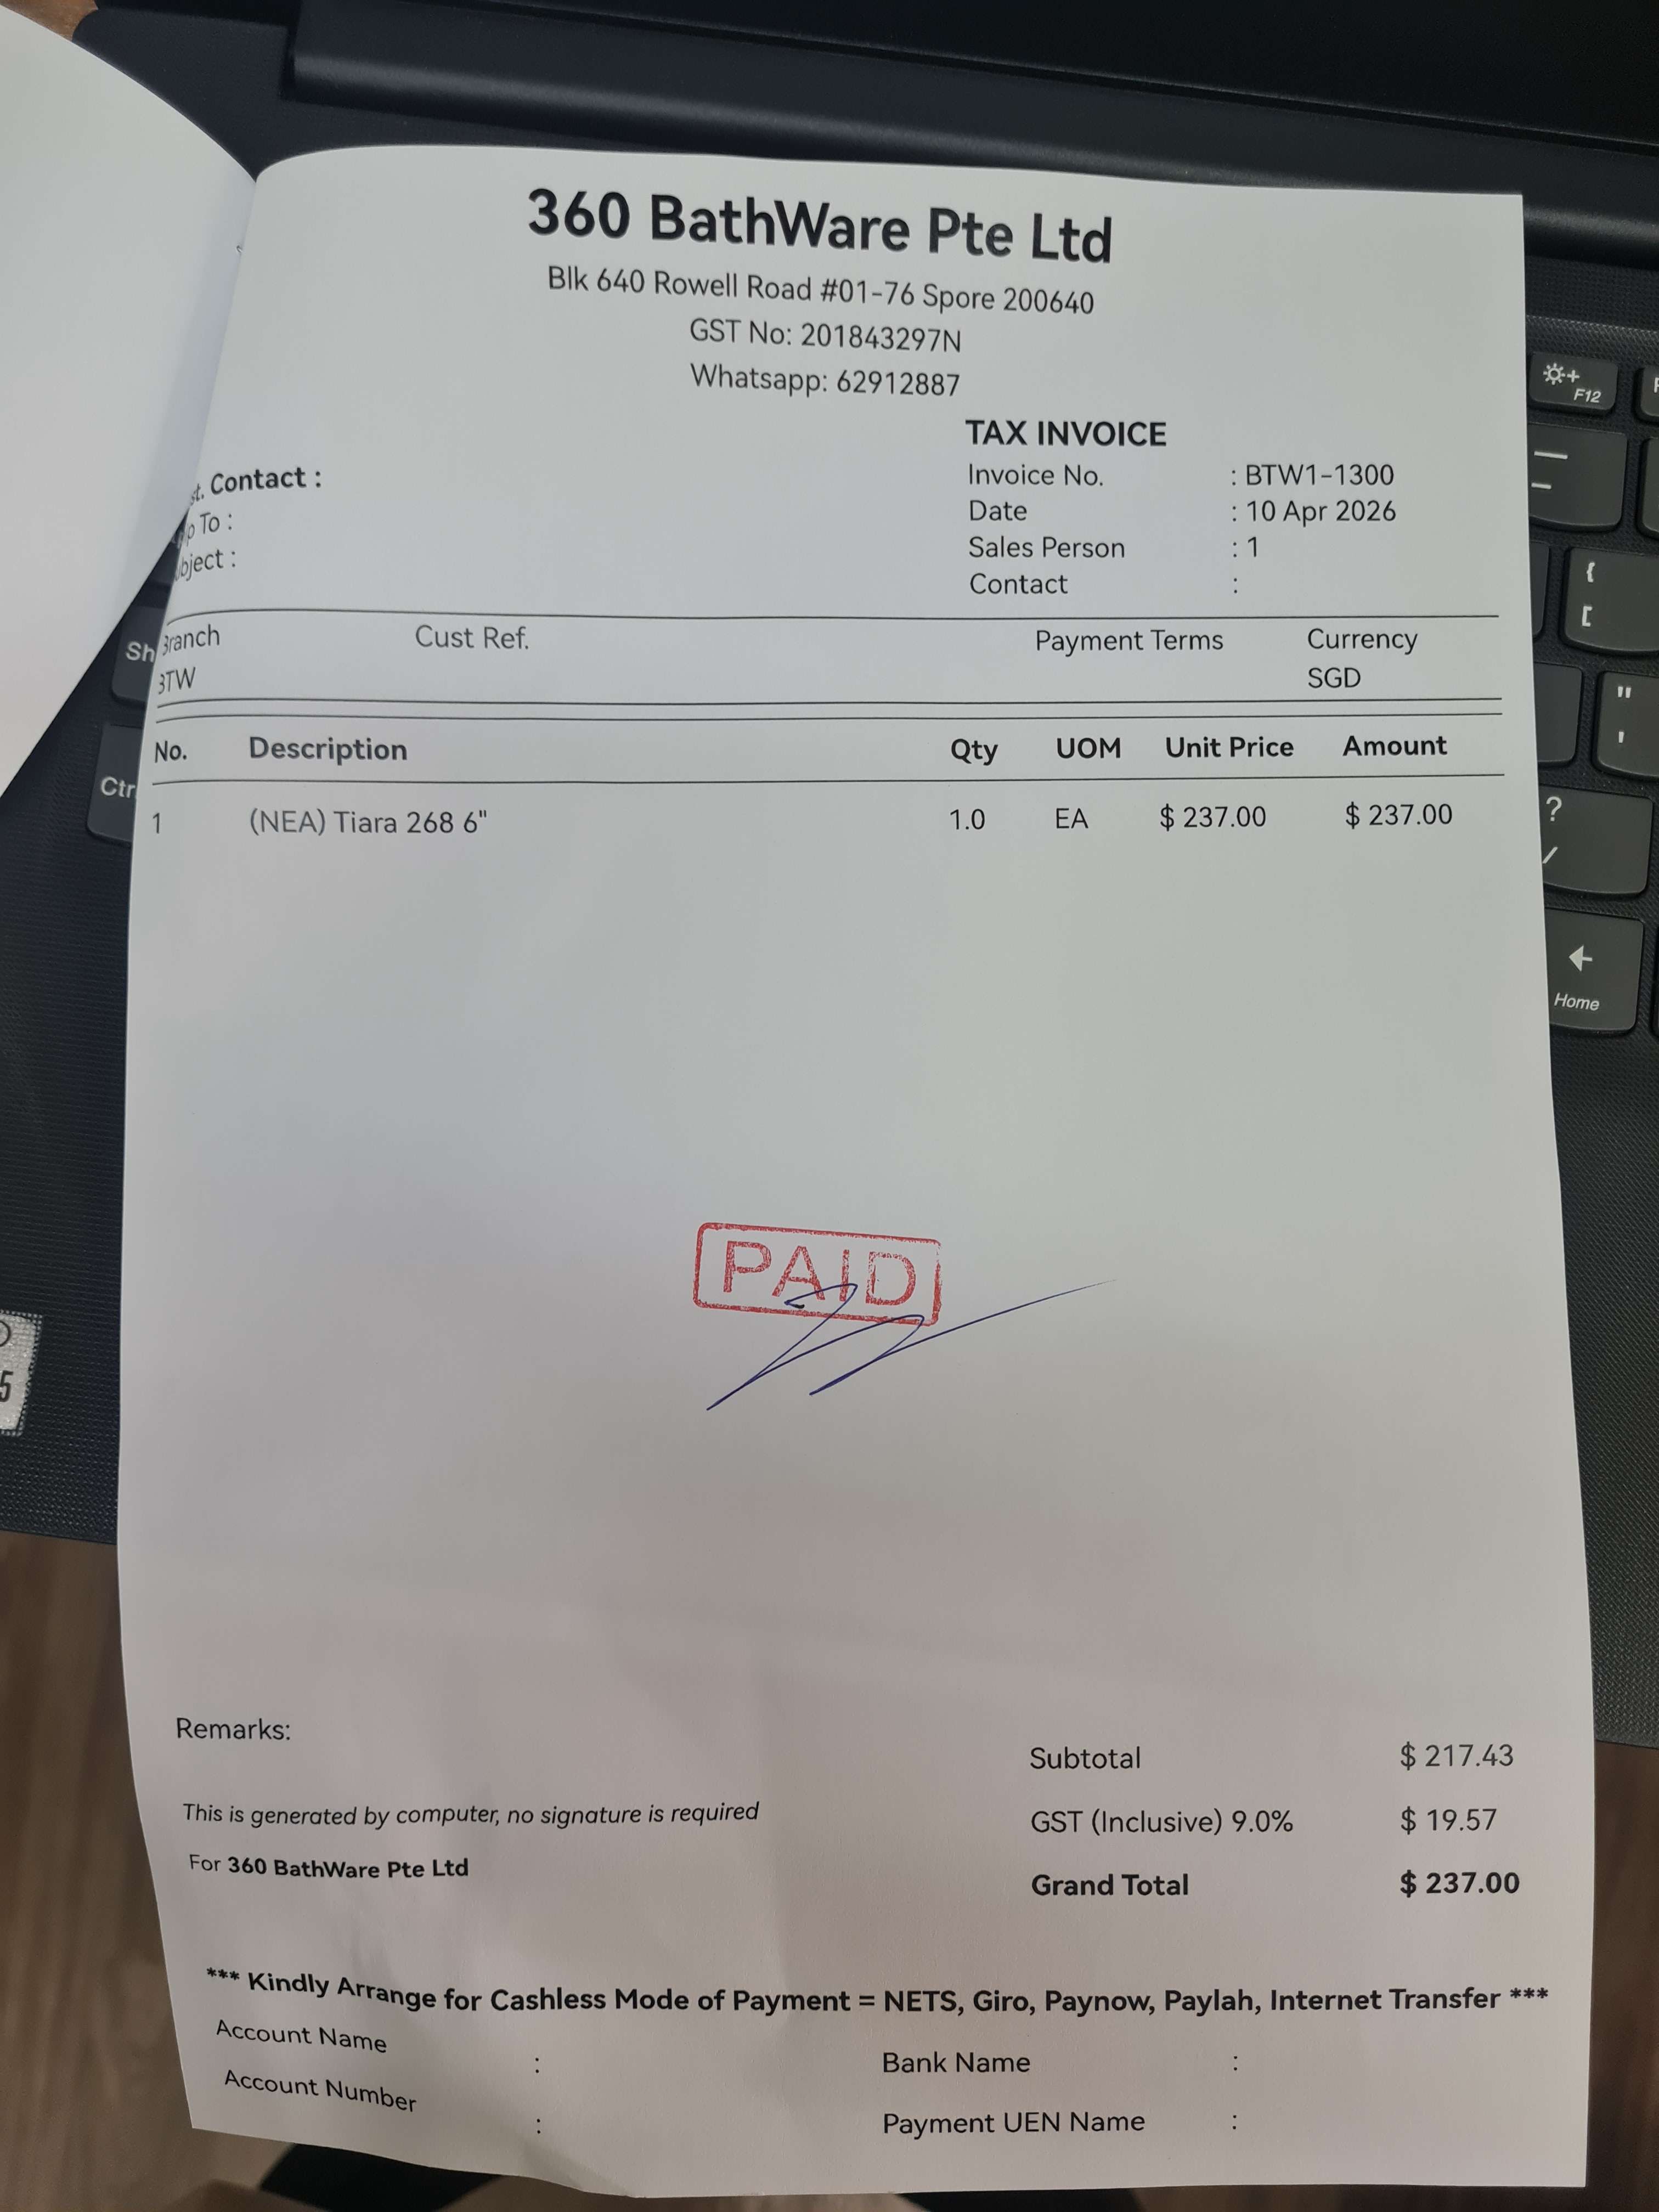 360 BathWare Pte Ltd
Blk 640 Rowell Road #01-76 Spore 200640
GST No: 201843297N
Whatsapp: 62912887
TAX INVOICE
Contact :
To :
Invoice No. : BTW1-1300
Date : 10 Apr 2026
Sales Person : 1
Contact :
Branch Cust Ref. Payment Terms Currency
BTW SGD
No. Description Qty UOM Unit Price Amount
1 (NEA) Tiara 268 6" 1.0 EA $ 237.00 $ 237.00
PAID
Remarks:
Subtotal $ 217.43
This is generated by computer, no signature is required
GST (Inclusive) 9.0% $ 19.57
For 360 BathWare Pte Ltd
Grand Total $ 237.00
*** Kindly Arrange for Cashless Mode of Payment = NETS, Giro, Paynow, Paylah, Internet Transfer ***
Account Name : Bank Name :
Account Number : Payment UEN Name :
F12
{
[
"
'
?
/
Home
Sh
Ctr
5